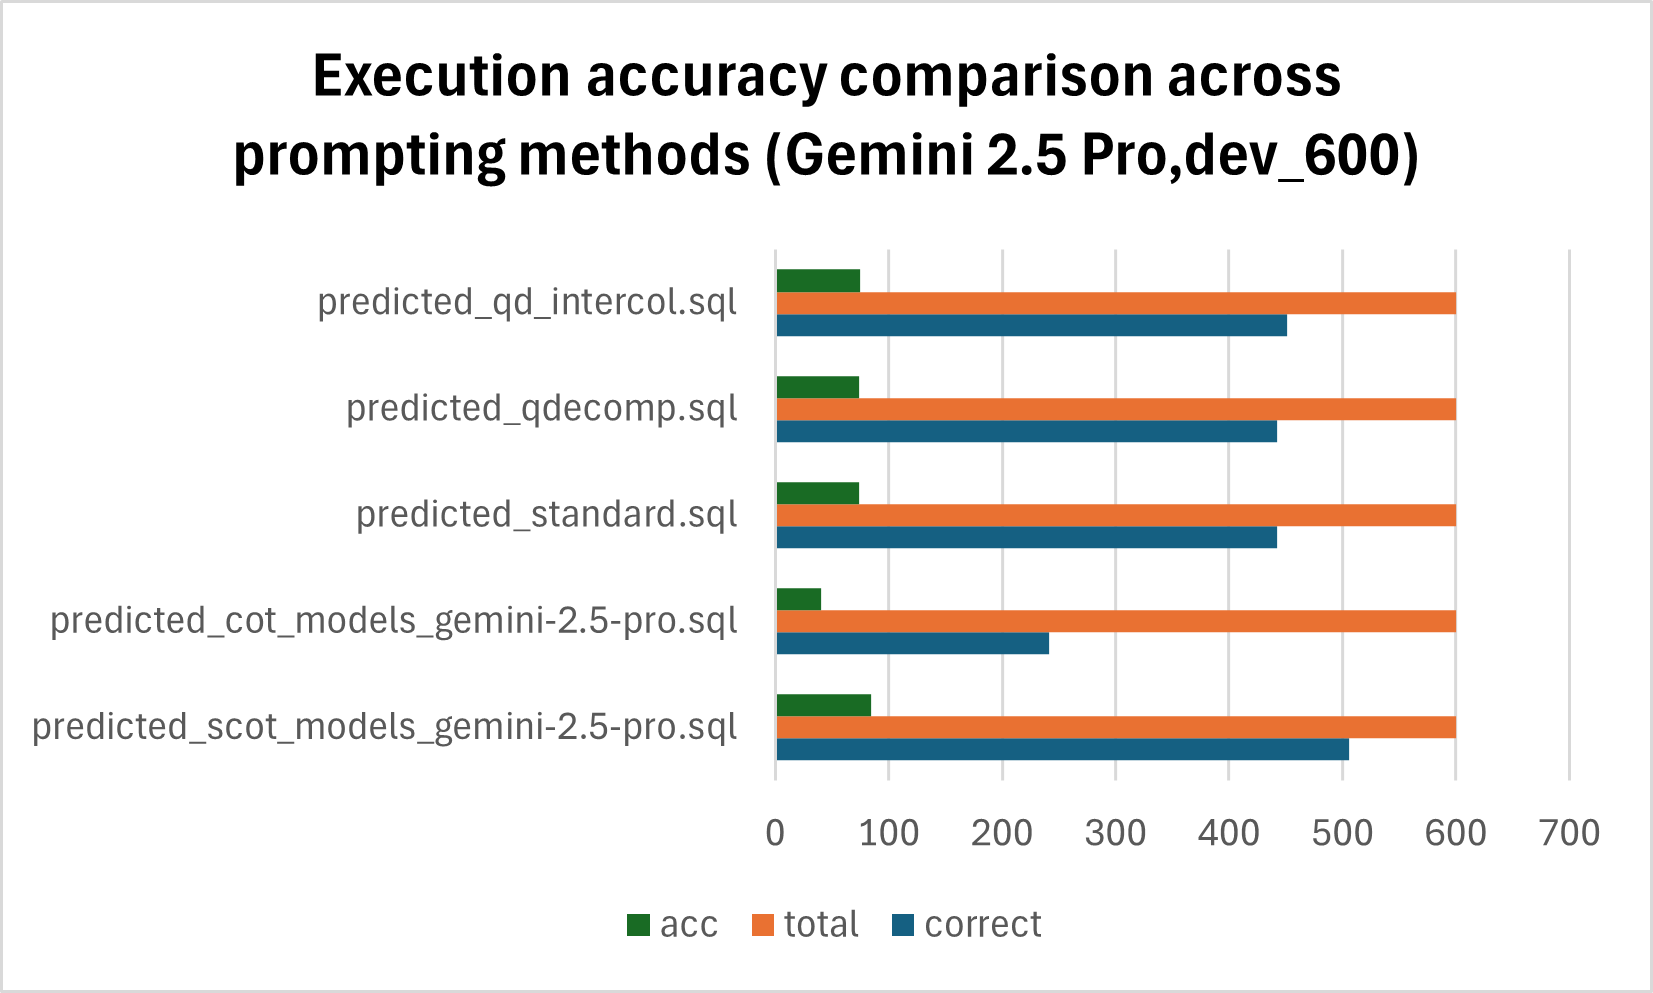 Execution accuracy comparison across
prompting methods (Gemini 2.5 Pro,dev_600)
predicted_qd_intercol.sql
predicted_qdecomp.sql
predicted_standard.sql
predicted_cot_models_gemini-2.5-pro.sql
predicted_scot_models_gemini-2.5-pro.sql
0 100 200 300 400 500 600 700
acc total correct